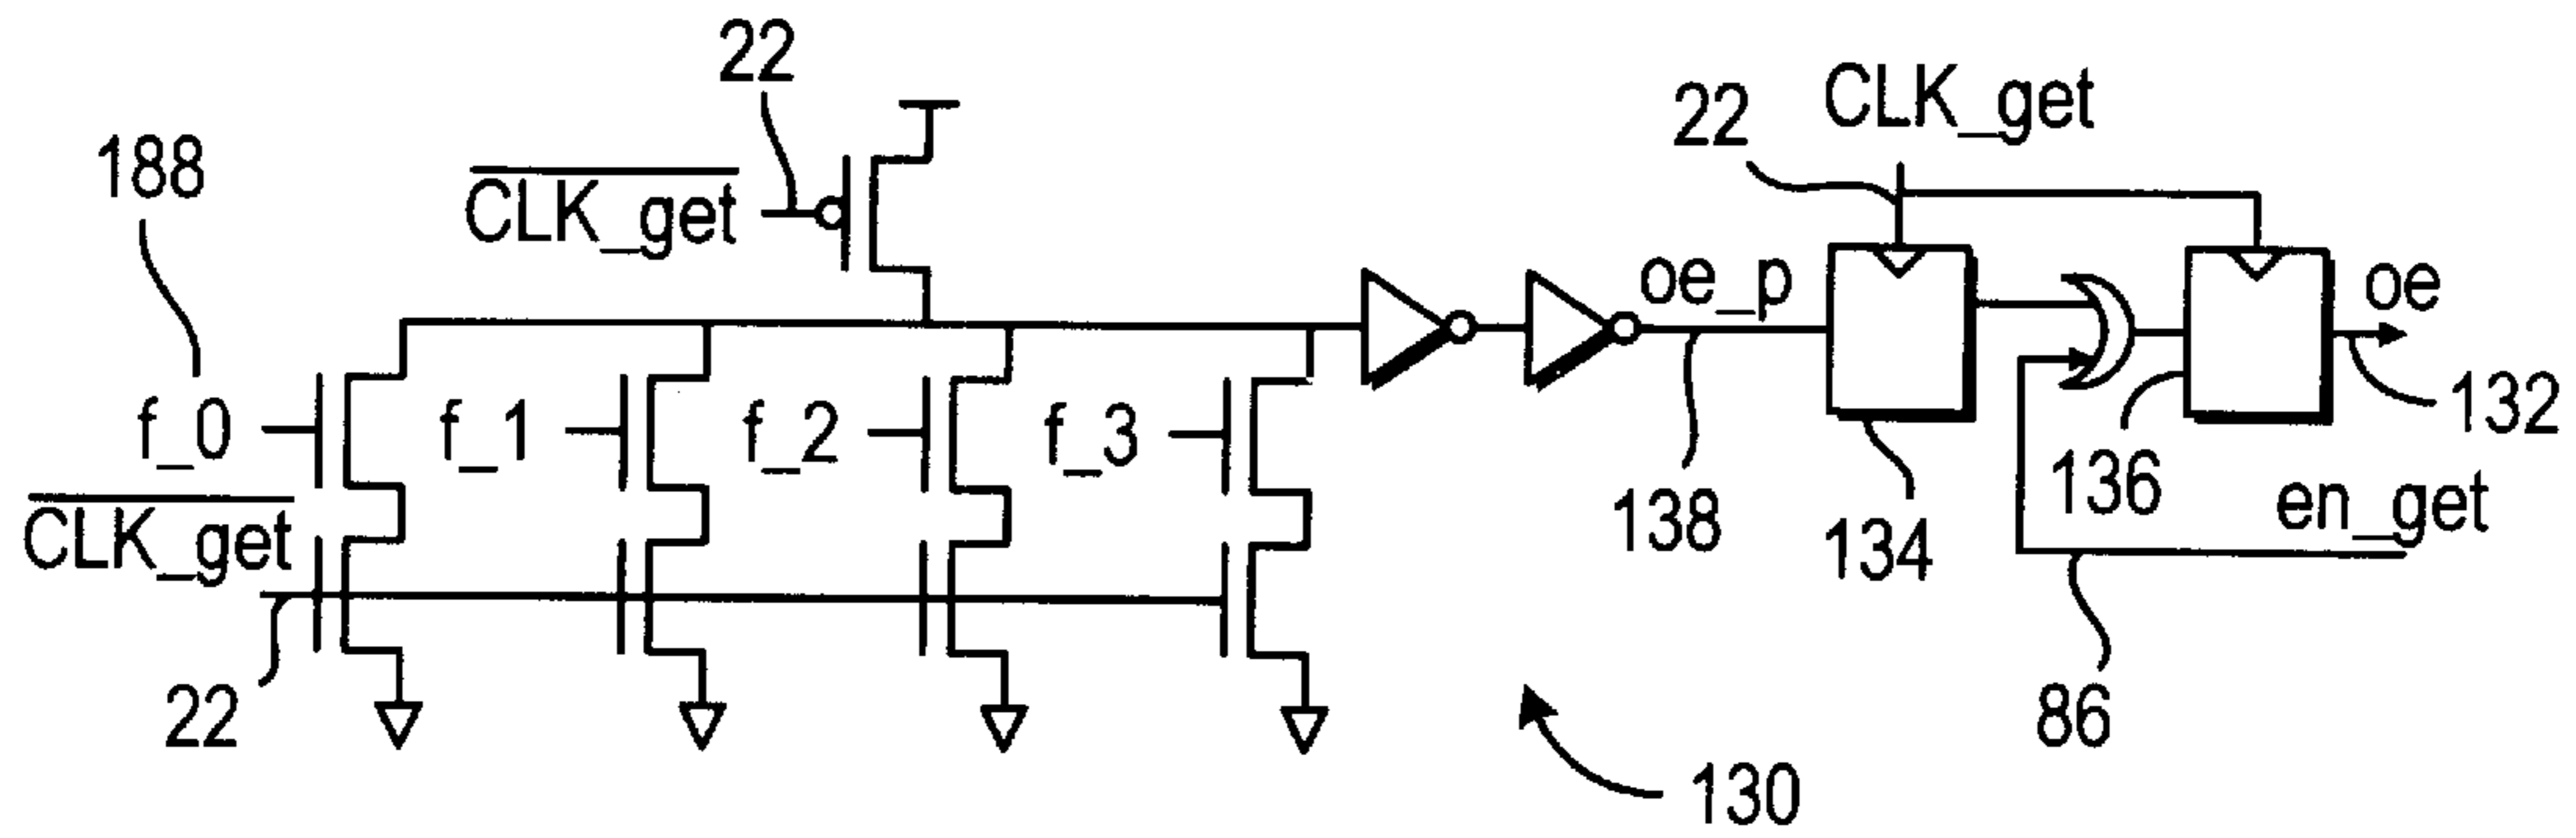 22
CLK_get
22
188
CLK_get
oe_p
oe
f_0
f_1
f_2
f_3
132
CLK_get
136
en_get
138
134
22
86
130